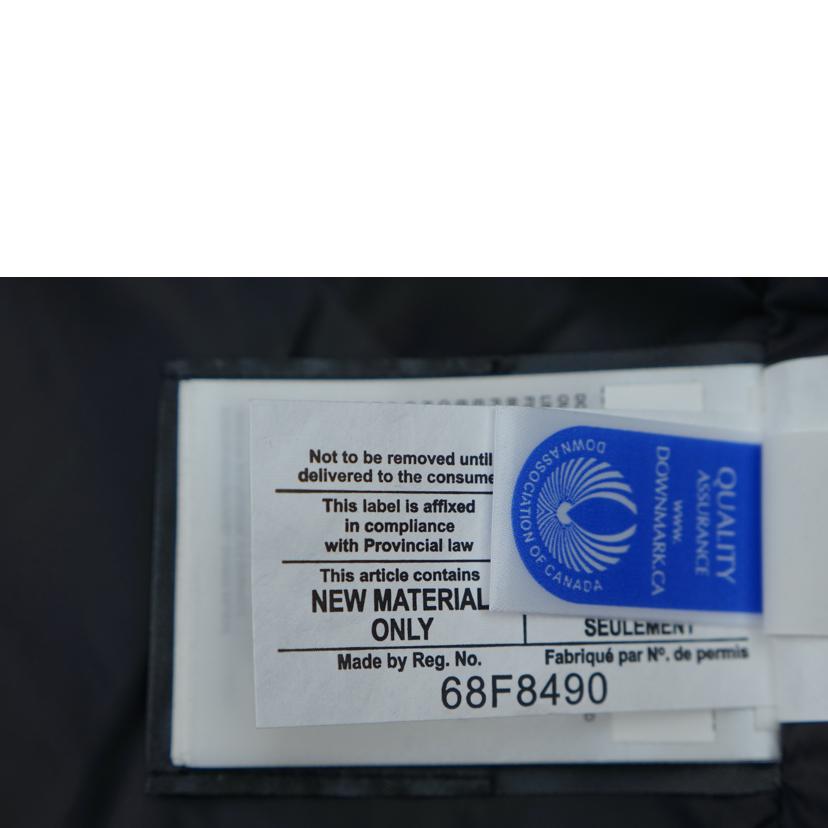 Not to be removed until
delivered to the consume
This label is affixed
in compliance
with Provincial law
This article contains
NEW MATERIAL
ONLY
SEULEMENT
Made by Reg. No.
Fabriqué par Nº. de permis
68F8490
DOWN ASSOCIATION OF CANADA
www.
DOWNMARK.CA
QUALITY
ASSURANCE